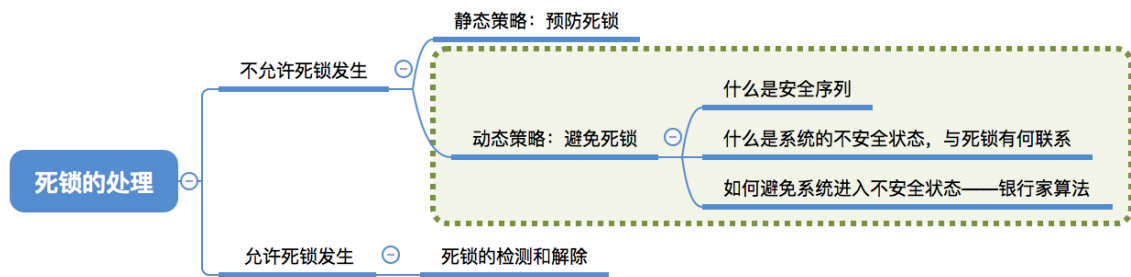 死锁的处理
不允许死锁发生
静态策略：预防死锁
动态策略：避免死锁
什么是安全序列
什么是系统的不安全状态，与死锁有何联系
如何避免系统进入不安全状态——银行家算法
允许死锁发生
死锁的检测和解除